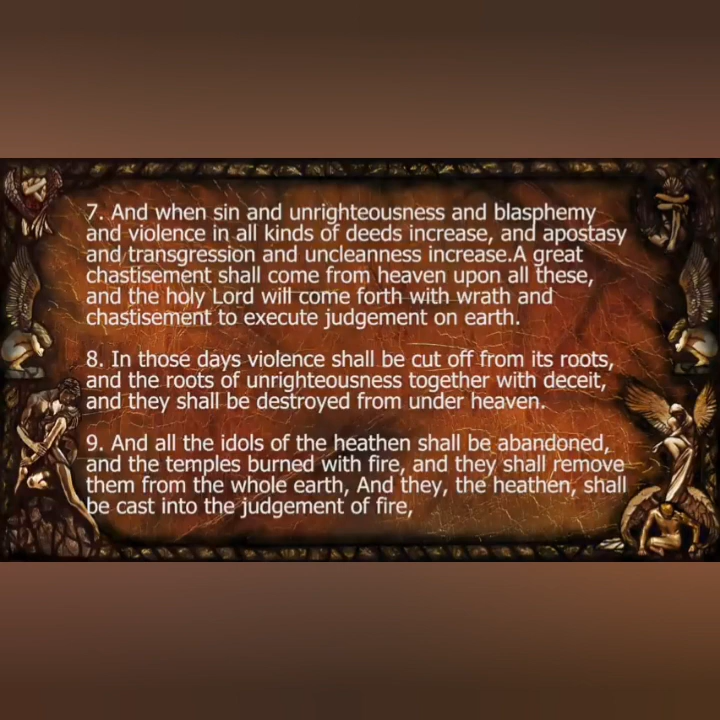 7. And when sin and unrighteousness and blasphemy
and violence in all kinds of deeds increase, and apostasy
and transgression and uncleanness increase.A great
chastisement shall come from heaven upon all these,
and the holy Lord will come forth with wrath and
chastisement to execute judgement on earth.
8. In those days violence shall be cut off from its roots,
and the roots of unrighteousness together with deceit,
and they shall be destroyed from under heaven.
9. And all the idols of the heathen shall be abandoned,
and the temples burned with fire, and they shall remove
them from the whole earth, And they, the heathen, shall
be cast into the judgement of fire,